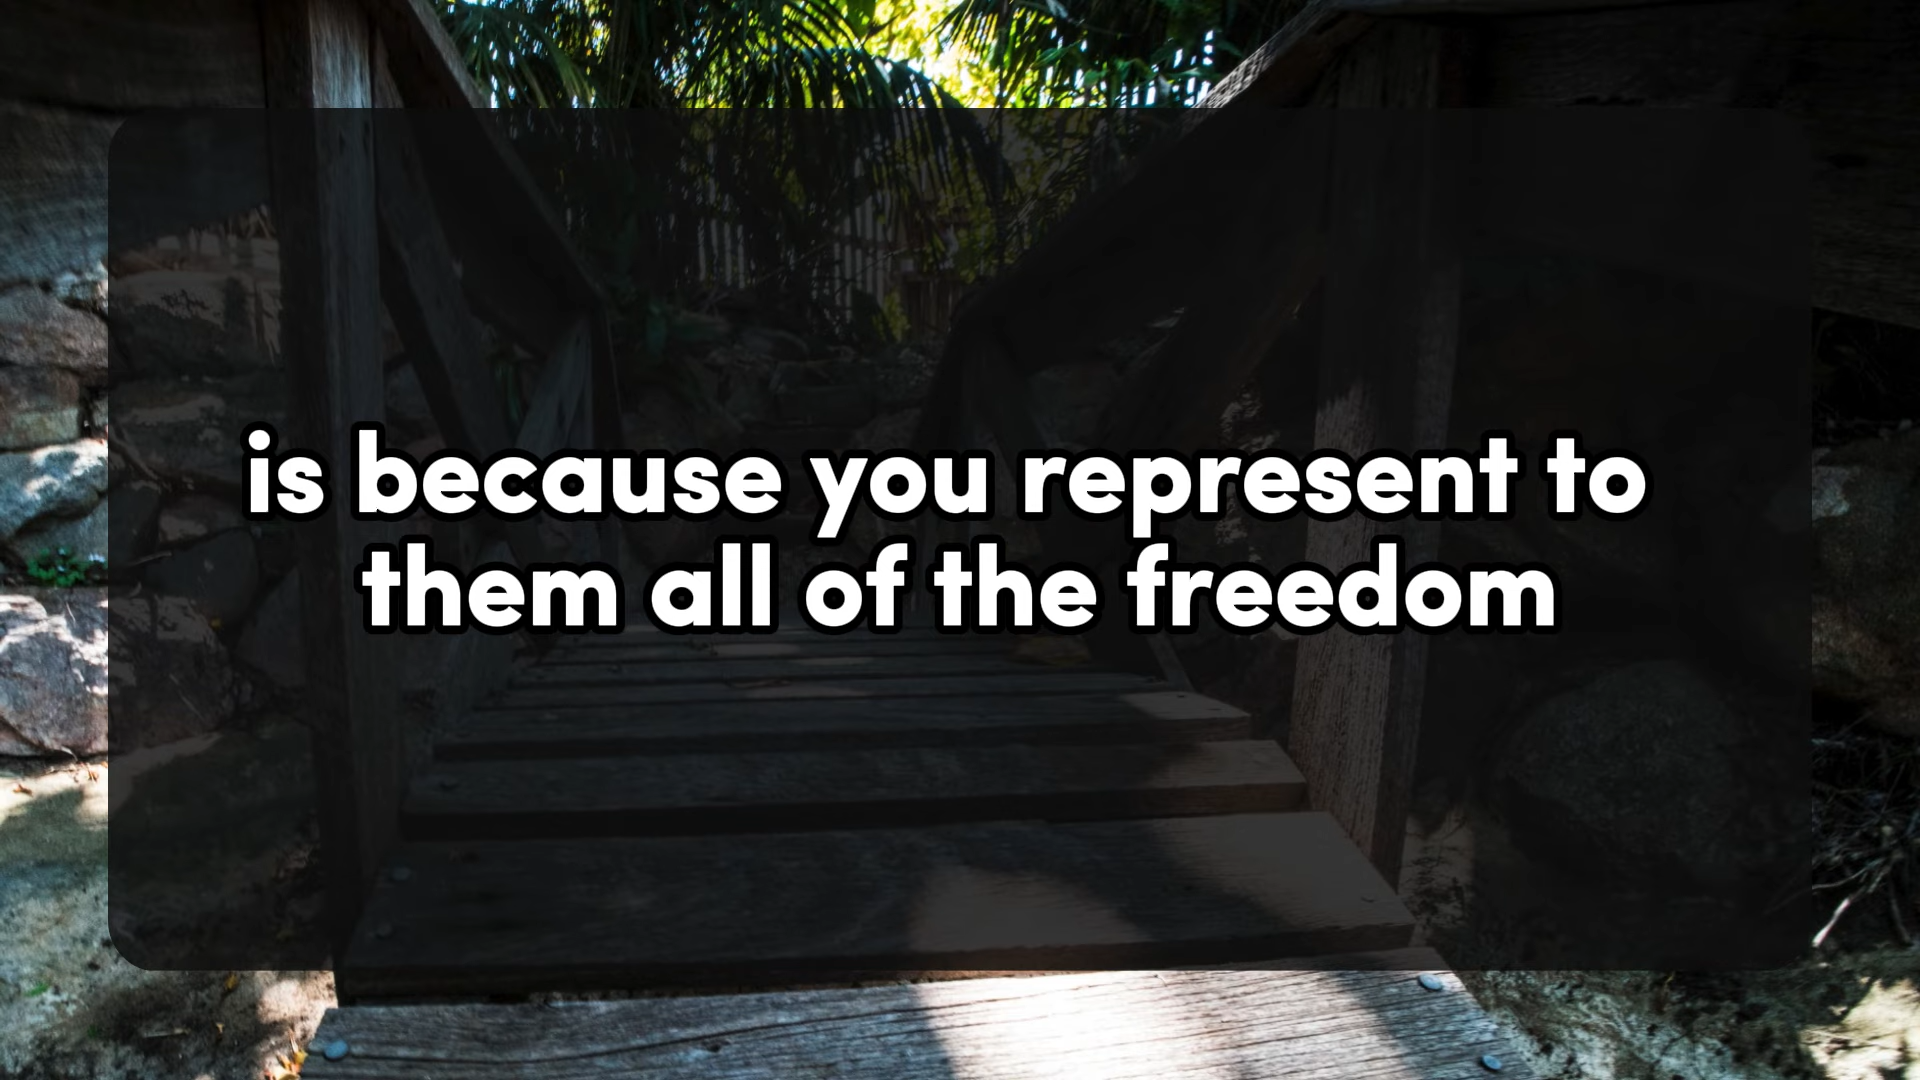 is because you represent to
them all of the freedom